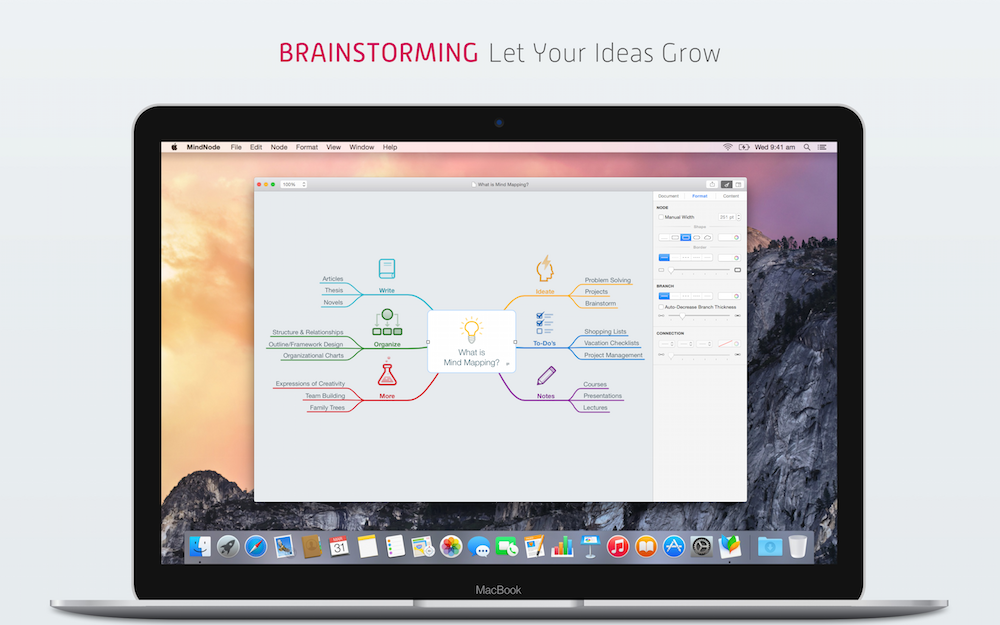 BRAINSTORMING Let Your Ideas Grow
MindNode File Edit Node Format View Window Help
Wed 9:41 am
100%
What is Mind Mapping?
Document Format Content
NODE
Manual Width
351 pt
Shape
Border
BRANCH
Auto-Decrease Branch Thickness
CONNECTION
Articles
Thesis
Novels
Write
Structure & Relationships
Outline/Framework Design
Organizational Charts
Organize
Expressions of Creativity
Team Building
Family Trees
More
What is
Mind Mapping?
Ideate
Problem Solving
Projects
Brainstorm
To-Do's
Shopping Lists
Vacation Checklists
Project Management
Notes
Courses
Presentations
Lectures
31
MacBook